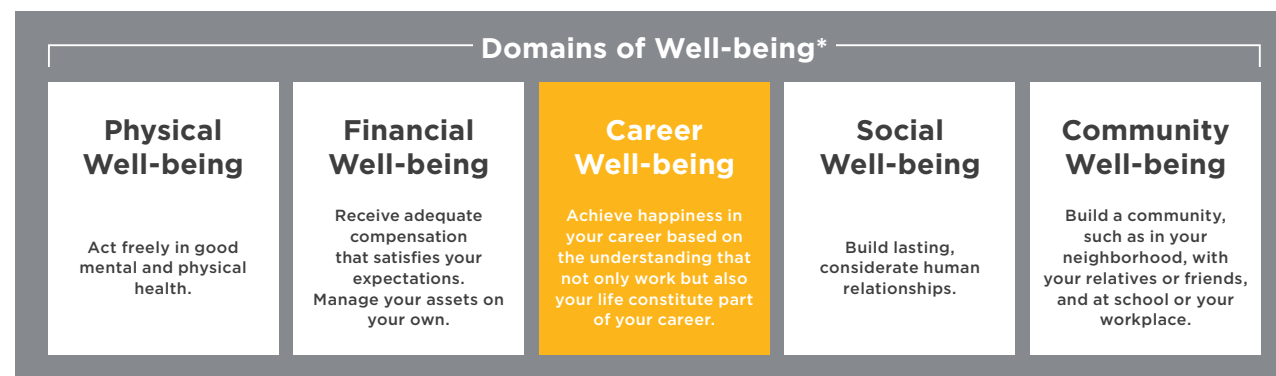 Domains of Well-being*
Physical
Well-being
Act freely in good
mental and physical
health.
Financial
Well-being
Receive adequate
compensation
that satisfies your
expectations.
Manage your assets on
your own.
Career
Well-being
Achieve happiness in
your career based on
the understanding that
not only work but also
your life constitute part
of your career.
Social
Well-being
Build lasting,
considerate human
relationships.
Community
Well-being
Build a community,
such as in your
neighborhood, with
your relatives or friends,
and at school or your
workplace.